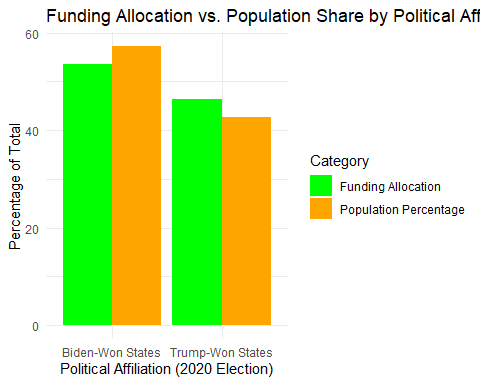 Funding Allocation vs. Population Share by Political Aff
60
40
20
0
Percentage of Total
Biden-Won States Trump-Won States
Political Affiliation (2020 Election)
Category
Funding Allocation
Population Percentage